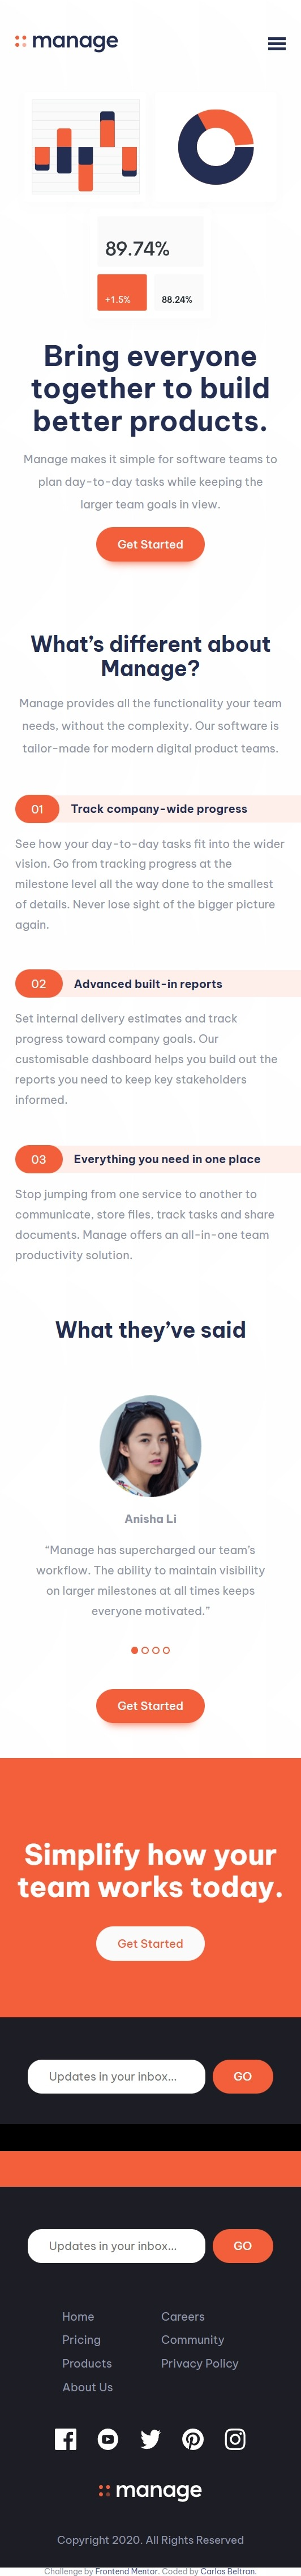 manage
89.74%
+1.5%
88.24%
Bring everyone
together to build
better products.
Manage makes it simple for software teams to
plan day-to-day tasks while keeping the
larger team goals in view.
Get Started
What’s different about
Manage?
Manage provides all the functionality your team
needs, without the complexity. Our software is
tailor-made for modern digital product teams.
01 Track company-wide progress
See how your day-to-day tasks fit into the wider
vision. Go from tracking progress at the
milestone level all the way done to the smallest
of details. Never lose sight of the bigger picture
again.
02 Advanced built-in reports
Set internal delivery estimates and track
progress toward company goals. Our
customisable dashboard helps you build out the
reports you need to keep key stakeholders
informed.
03 Everything you need in one place
Stop jumping from one service to another to
communicate, store files, track tasks and share
documents. Manage offers an all-in-one team
productivity solution.
What they’ve said
Anisha Li
“Manage has supercharged our team’s
workflow. The ability to maintain visibility
on larger milestones at all times keeps
everyone motivated.”
Get Started
Simplify how your
team works today.
Get Started
Updates in your inbox... GO
Updates in your inbox... GO
Home
Pricing
Products
About Us
Careers
Community
Privacy Policy
manage
Copyright 2020. All Rights Reserved
Challenge by Frontend Mentor. Coded by Carlos Beltran.